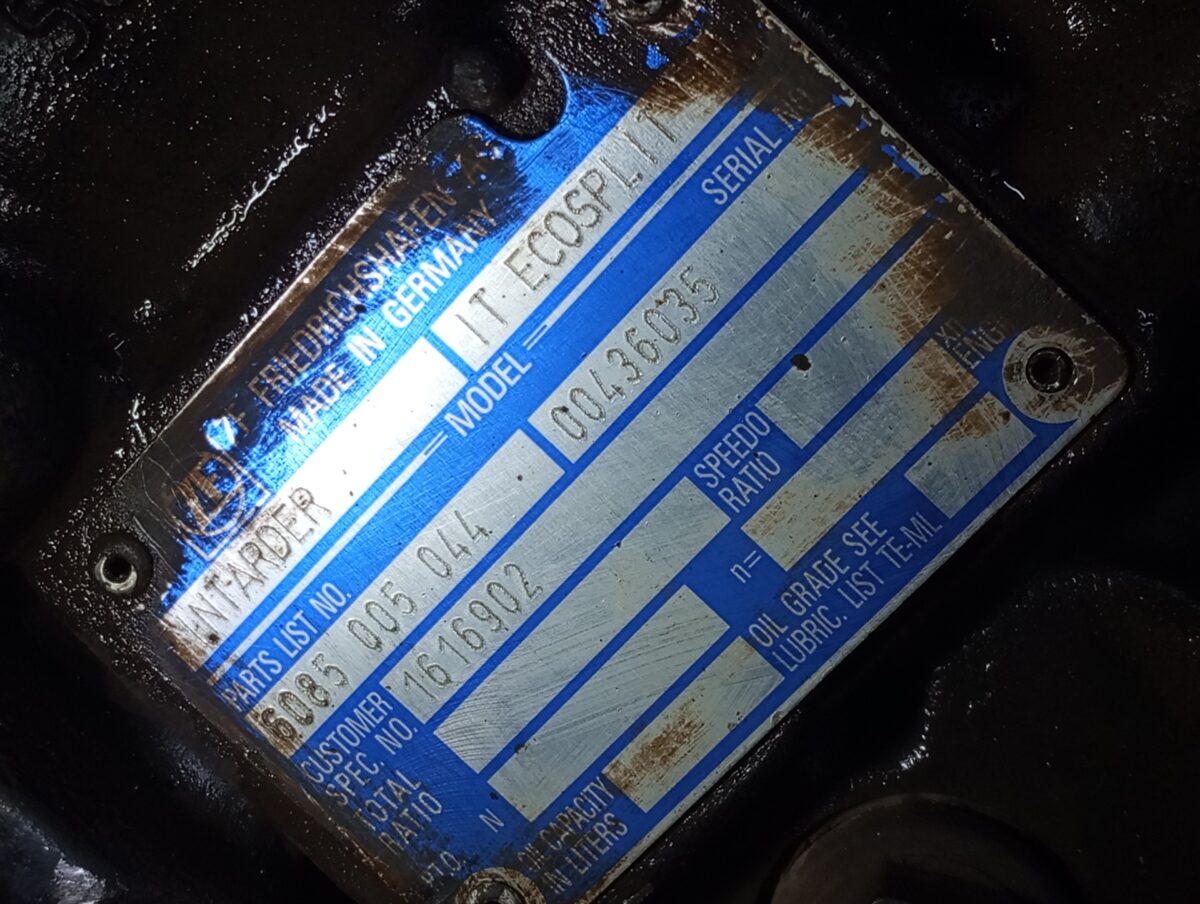 FRIEDRICHSHAFEN
MADE IN GERMANY
INTARDER IT ECOSPLIT
MODEL
PARTS LIST NO. SERIAL NO.
6085 005 044 00436035
CUSTOMER SPEC. NO. 1616902
TOTAL RATIO SPEEDO RATIO
N n=
OIL CAPACITY IN LITERS OIL GRADE SEE LUBRIC. LIST TE-ML